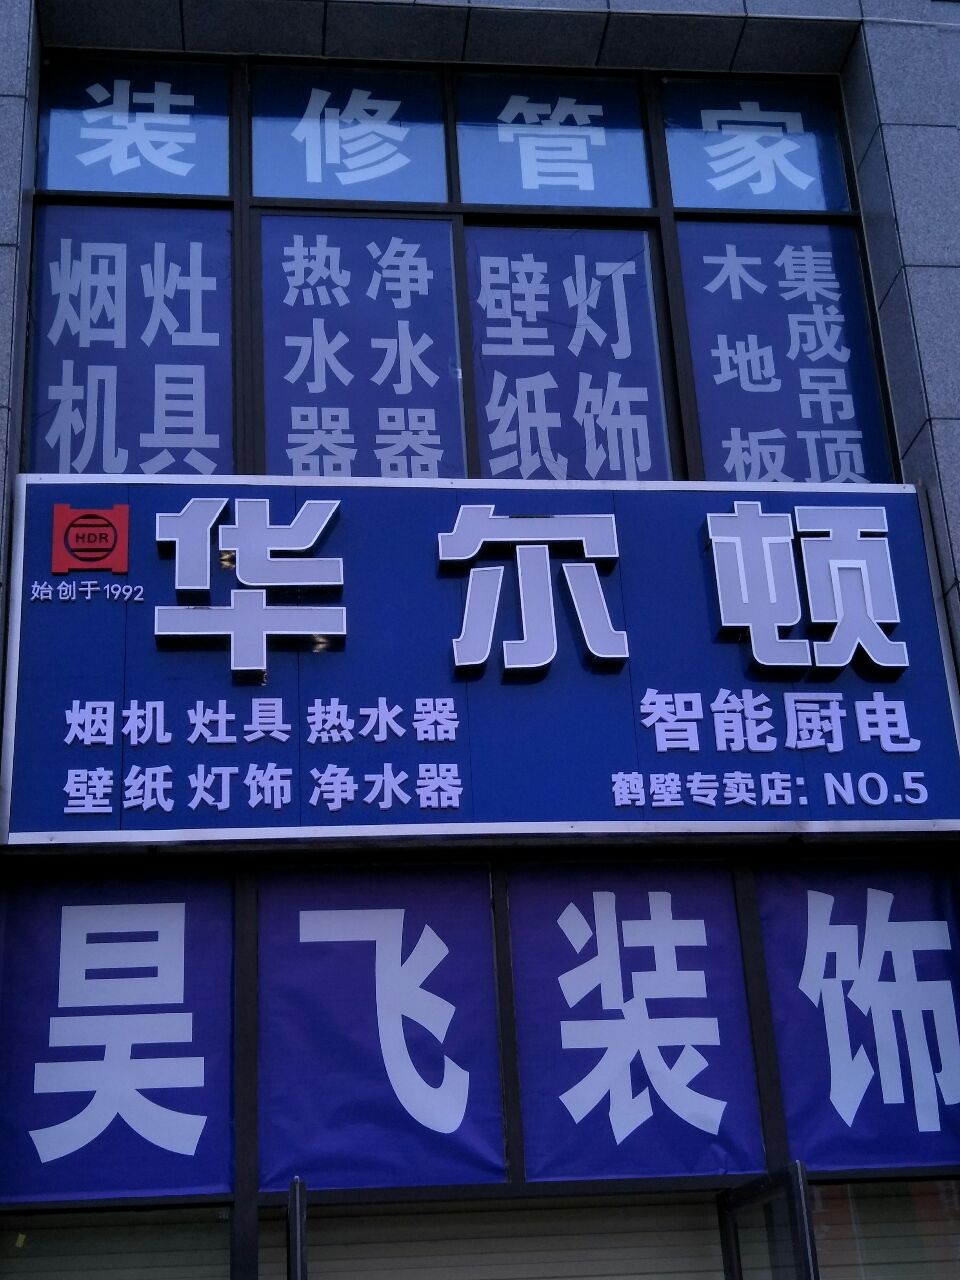 装修管家
烟机 灶具 热水器 净水器 壁纸 灯饰 木地板 集成吊顶
HDR
始创于1992
华尔顿
烟机 灶具 热水器
壁纸 灯饰 净水器
智能厨电
鹤壁专卖店：NO.5
昊飞装饰